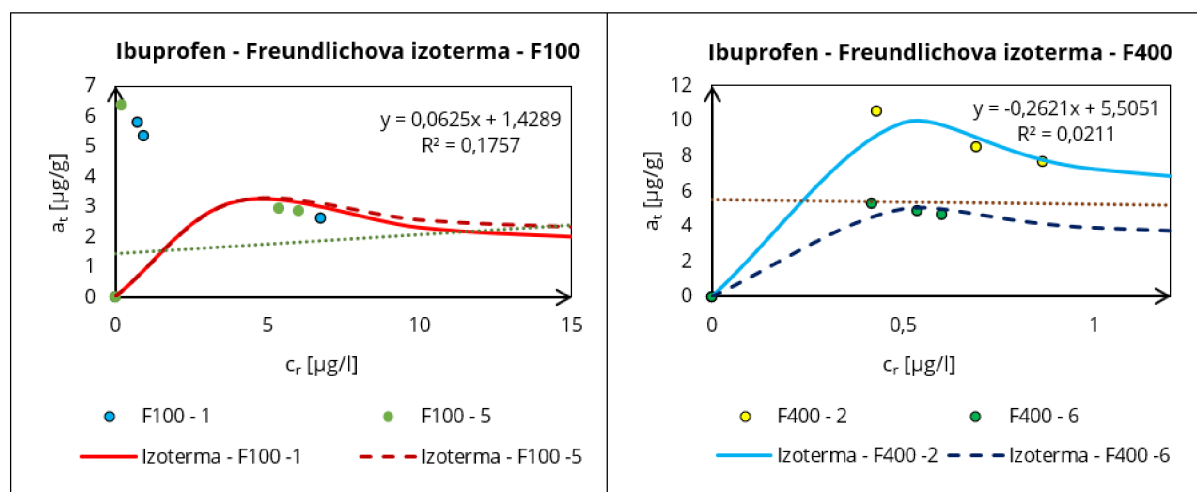 Ibuprofen - Freundlichova izoterma - F100
7
6
5
4
3
2
1
0
aₜ [µg/g]
y = 0,0625x + 1,4289
R² = 0,1757
0 5 10 15
cᵣ [µg/l]
F100 - 1 F100 - 5
Izoterma - F100 -1 Izoterma - F100 -5
Ibuprofen - Freundlichova izoterma - F400
12
10
8
6
4
2
0
aₜ [µg/g]
y = -0,2621x + 5,5051
R² = 0,0211
0 0,5 1
cᵣ [µg/l]
F400 - 2 F400 - 6
Izoterma - F400 -2 Izoterma - F400 -6